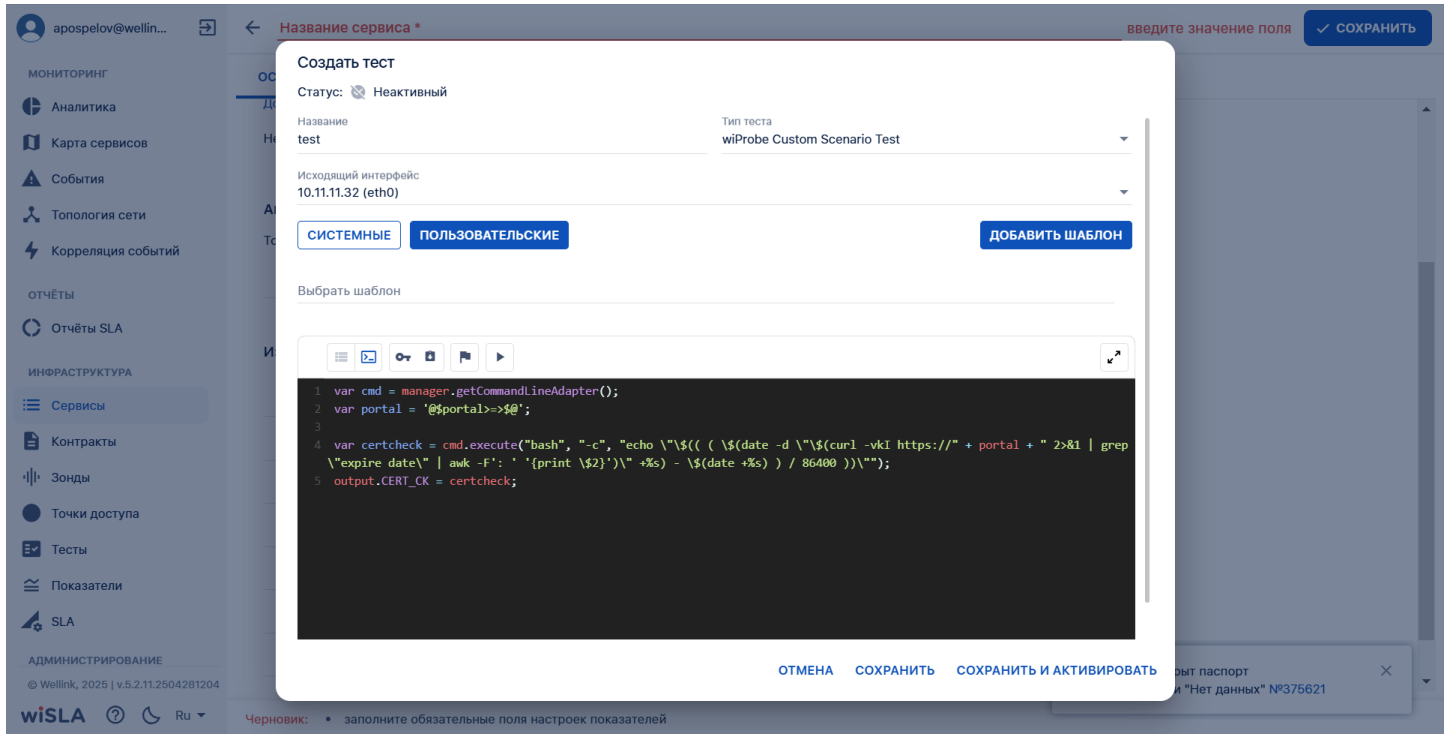 apospelov@wellin...
Название сервиса *
введите значение поля
СОХРАНИТЬ
МОНИТОРИНГ
Аналитика
Карта сервисов
События
Топология сети
Корреляция событий
ОТЧЁТЫ
Отчёты SLA
ИНФРАСТРУКТУРА
Сервисы
Контракты
Зонды
Точки доступа
Тесты
Показатели
SLA
АДМИНИСТРИРОВАНИЕ
© Wellink, 2025 | v.5.2.11.2504281204
wiSLA
Ru
Создать тест
Статус: Неактивный
Название
test
Тип теста
wiProbe Custom Scenario Test
Исходящий интерфейс
10.11.11.32 (eth0)
СИСТЕМНЫЕ
ПОЛЬЗОВАТЕЛЬСКИЕ
ДОБАВИТЬ ШАБЛОН
Выбрать шаблон
1 var cmd = manager.getCommandLineAdapter();
2 var portal = '@$portal>=>$@';
3
4 var certcheck = cmd.execute("bash", "-c", "echo \"\$(( ( \$(date -d \"\$(curl -vkI https://" + portal + " 2>&1 | grep
\"expire date\" | awk -F': ' '{print \$2}')\" +%s) - \$(date +%s) ) / 86400 ))\"");
5 output.CERT_CK = certcheck;
ОТМЕНА
СОХРАНИТЬ
СОХРАНИТЬ И АКТИВИРОВАТЬ
паспорт
"Нет данных" №375621
Черновик: • заполните обязательные поля настроек показателей